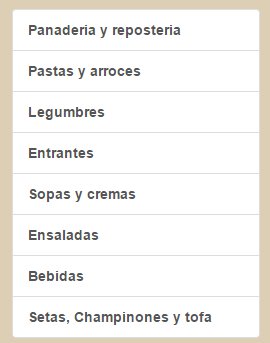 Panaderia y reposteria
Pastas y arroces
Legumbres
Entrantes
Sopas y cremas
Ensaladas
Bebidas
Setas, Champinones y tofa